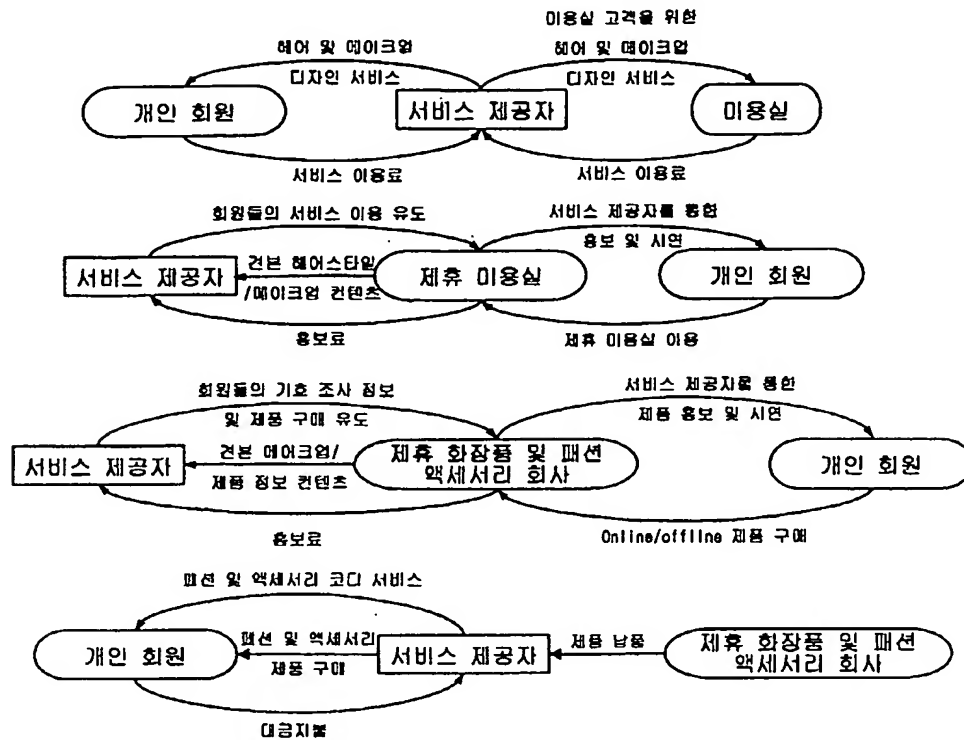 미용실 고객을 위한
헤어 및 메이크업
헤어 및 메이크업
디자인 서비스
디자인 서비스
개인 회원
서비스 제공자
미용실
서비스 이용료
서비스 이용료
회원들의 서비스 이용 유도
서비스 제공자를 통한
홍보 및 시연
서비스 제공자
견본 헤어스타일
/메이크업 컨텐츠
제휴 미용실
개인 회원
홍보료
제휴 미용실 이용
회원들의 기호 조사 정보
및 제품 구매 유도
서비스 제공자를 통한
제품 홍보 및 시연
서비스 제공자
견본 메이크업/
제품 정보 컨텐츠
제휴 화장품 및 패션
액세서리 회사
개인 회원
홍보료
Online/offline 제품 구매
패션 및 액세서리 코디 서비스
개인 회원
패션 및 액세서리
제품 구매
서비스 제공자
제품 납품
제휴 화장품 및 패션
액세서리 회사
대금지불